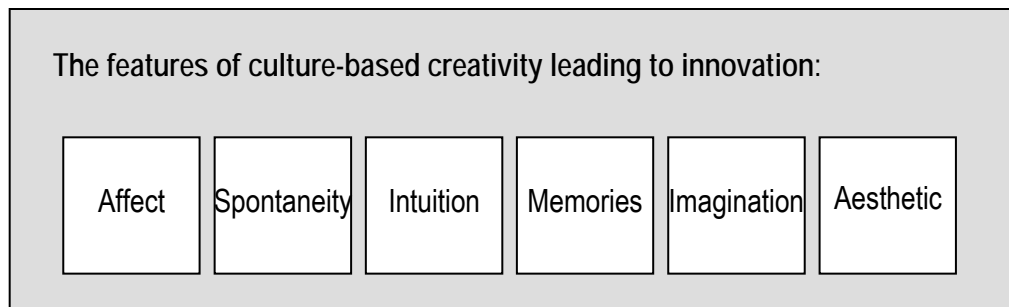 The features of culture-based creativity leading to innovation:
Affect Spontaneity Intuition Memories Imagination Aesthetic